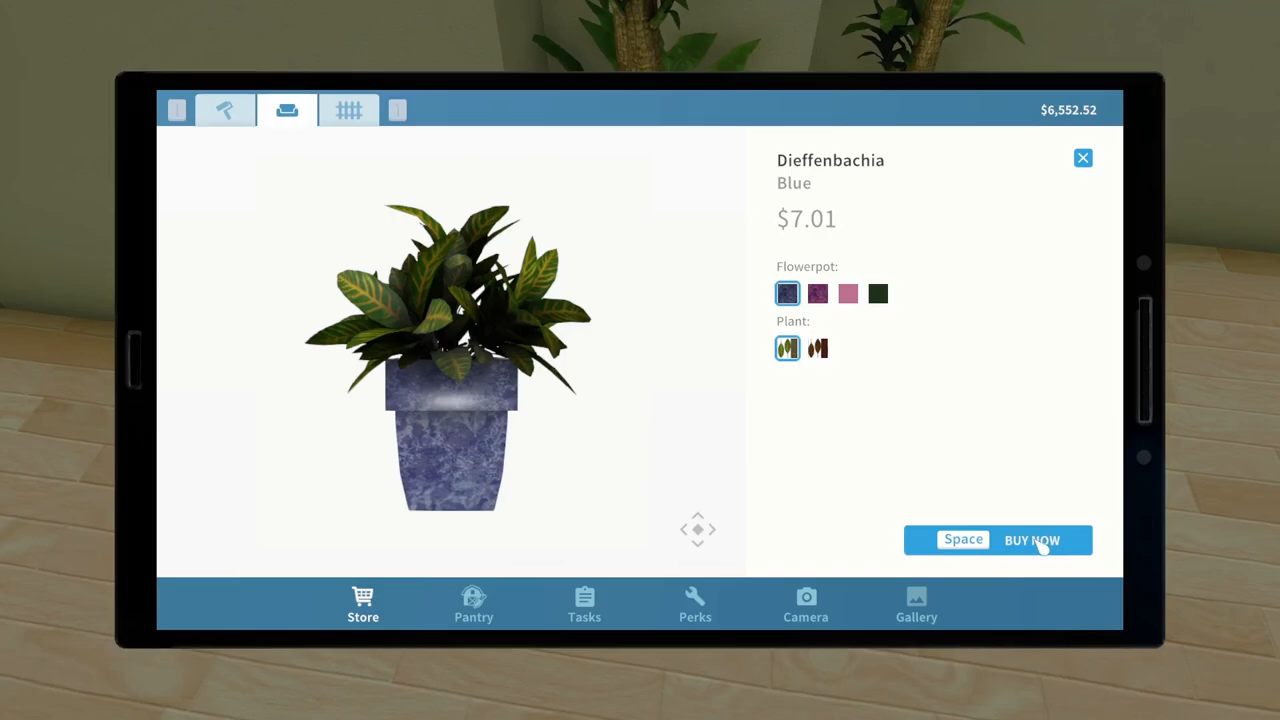 $6,552.52
Dieffenbachia
Blue
$7.01
Flowerpot:
Plant:
Space BUY NOW
Store Pantry Tasks Perks Camera Gallery